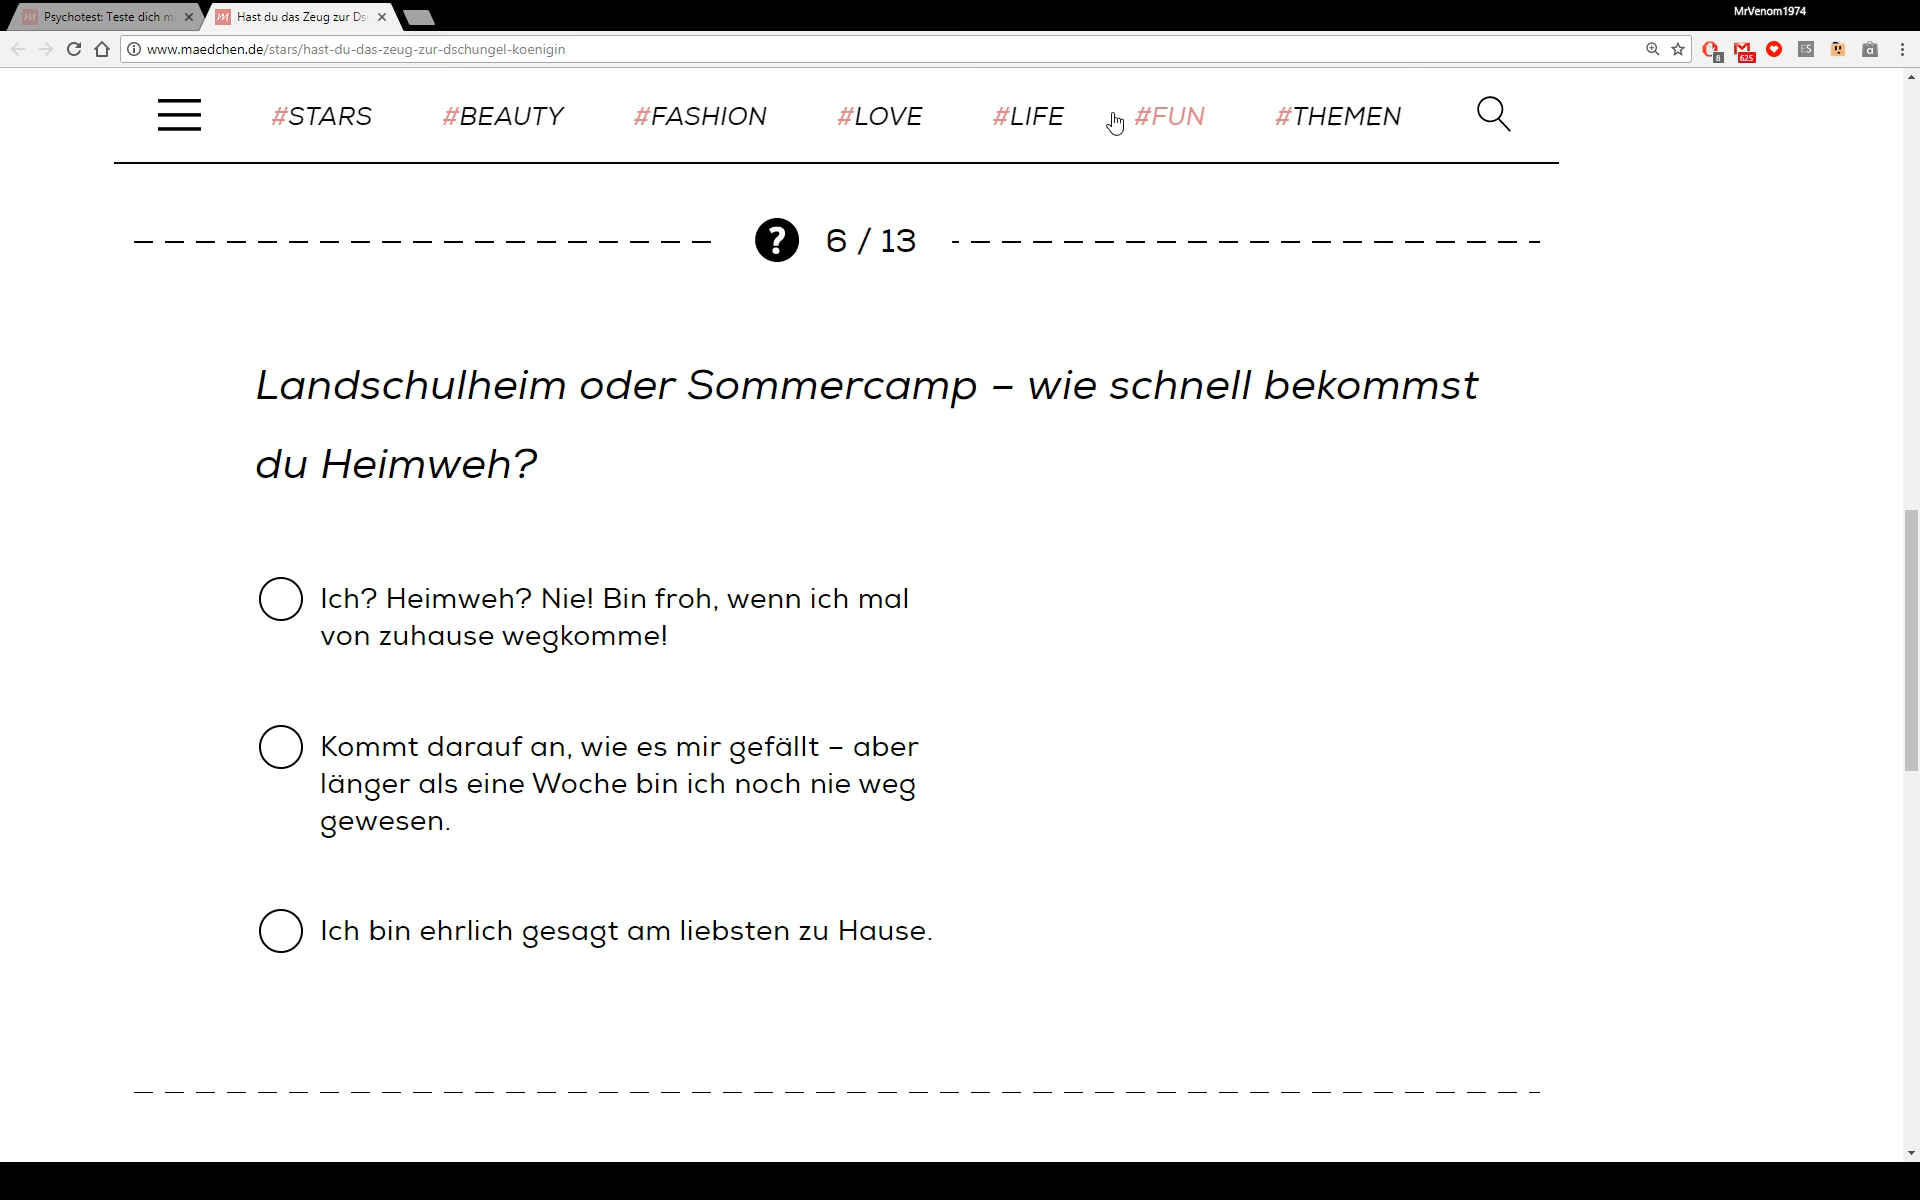 Psychotest: Teste dich m
Hast du das Zeug zur Ds
MrVenom1974
www.maedchen.de/stars/hast-du-das-zeug-zur-dschungel-koenigin
8
625
ES
a
#STARS #BEAUTY #FASHION #LOVE #LIFE #FUN #THEMEN
? 6 / 13
Landschulheim oder Sommercamp – wie schnell bekommst
du Heimweh?
Ich? Heimweh? Nie! Bin froh, wenn ich mal
von zuhause wegkomme!
Kommt darauf an, wie es mir gefällt – aber
länger als eine Woche bin ich noch nie weg
gewesen.
Ich bin ehrlich gesagt am liebsten zu Hause.